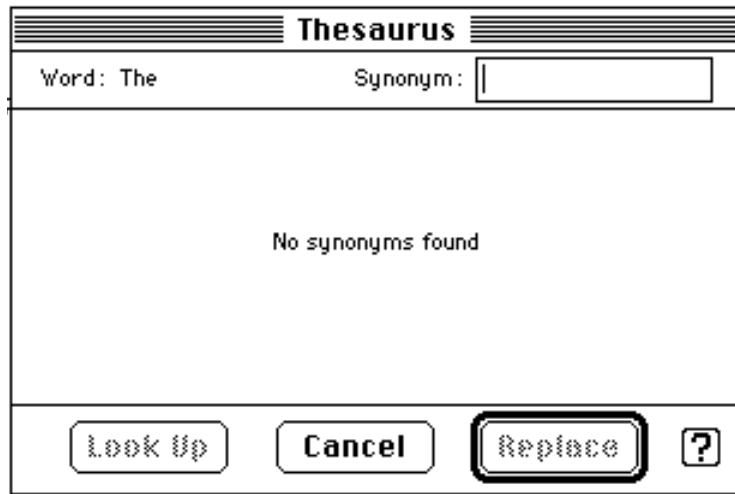 Thesaurus
Word: The Synonym:
No synonyms found
Look Up Cancel Replace ?